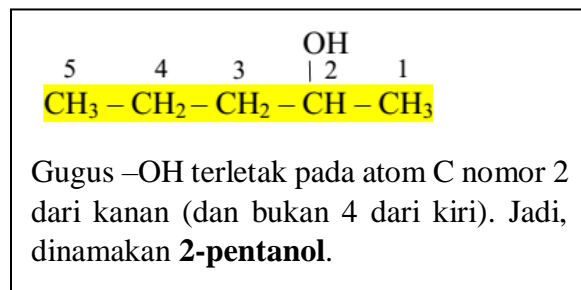 OH
5 4 3 | 2 1
CH₃ – CH₂ – CH₂ – CH – CH₃
Gugus –OH terletak pada atom C nomor 2
dari kanan (dan bukan 4 dari kiri). Jadi,
dinamakan 2-pentanol.